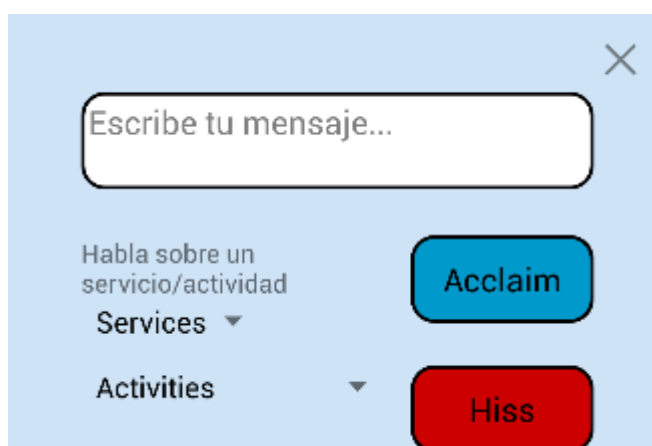 Escribe tu mensaje...
Habla sobre un
servicio/actividad
Acclaim
Services
Activities
Hiss